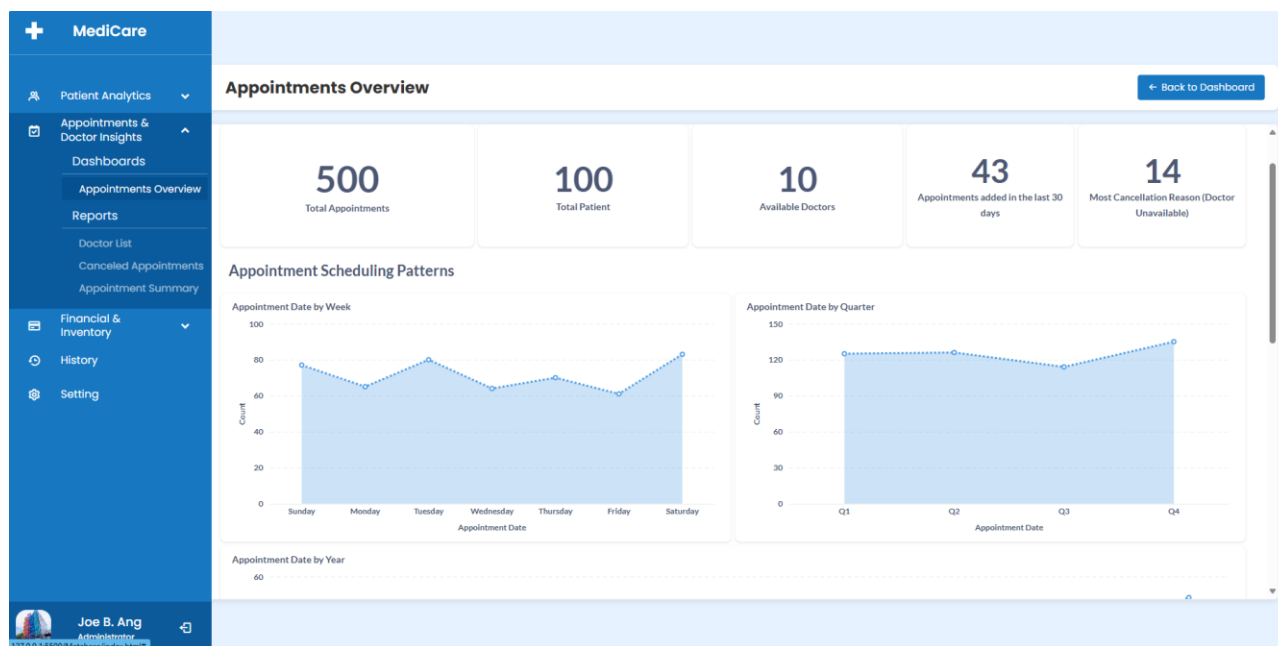 MediCare
Patient Analytics
Appointments &
Doctor Insights
Dashboards
Appointments Overview
Reports
Doctor List
Canceled Appointments
Appointment Summary
Financial &
Inventory
History
Setting
Joe B. Ang
Administrator
Appointments Overview
← Back to Dashboard
500
Total Appointments
100
Total Patient
10
Available Doctors
43
Appointments added in the last 30
days
14
Most Cancellation Reason (Doctor
Unavailable)
Appointment Scheduling Patterns
Appointment Date by Week
100
80
60
40
20
0
Count
Sunday Monday Tuesday Wednesday Thursday Friday Saturday
Appointment Date
Appointment Date by Quarter
150
120
90
60
30
0
Count
Q1 Q2 Q3 Q4
Appointment Date
Appointment Date by Year
60